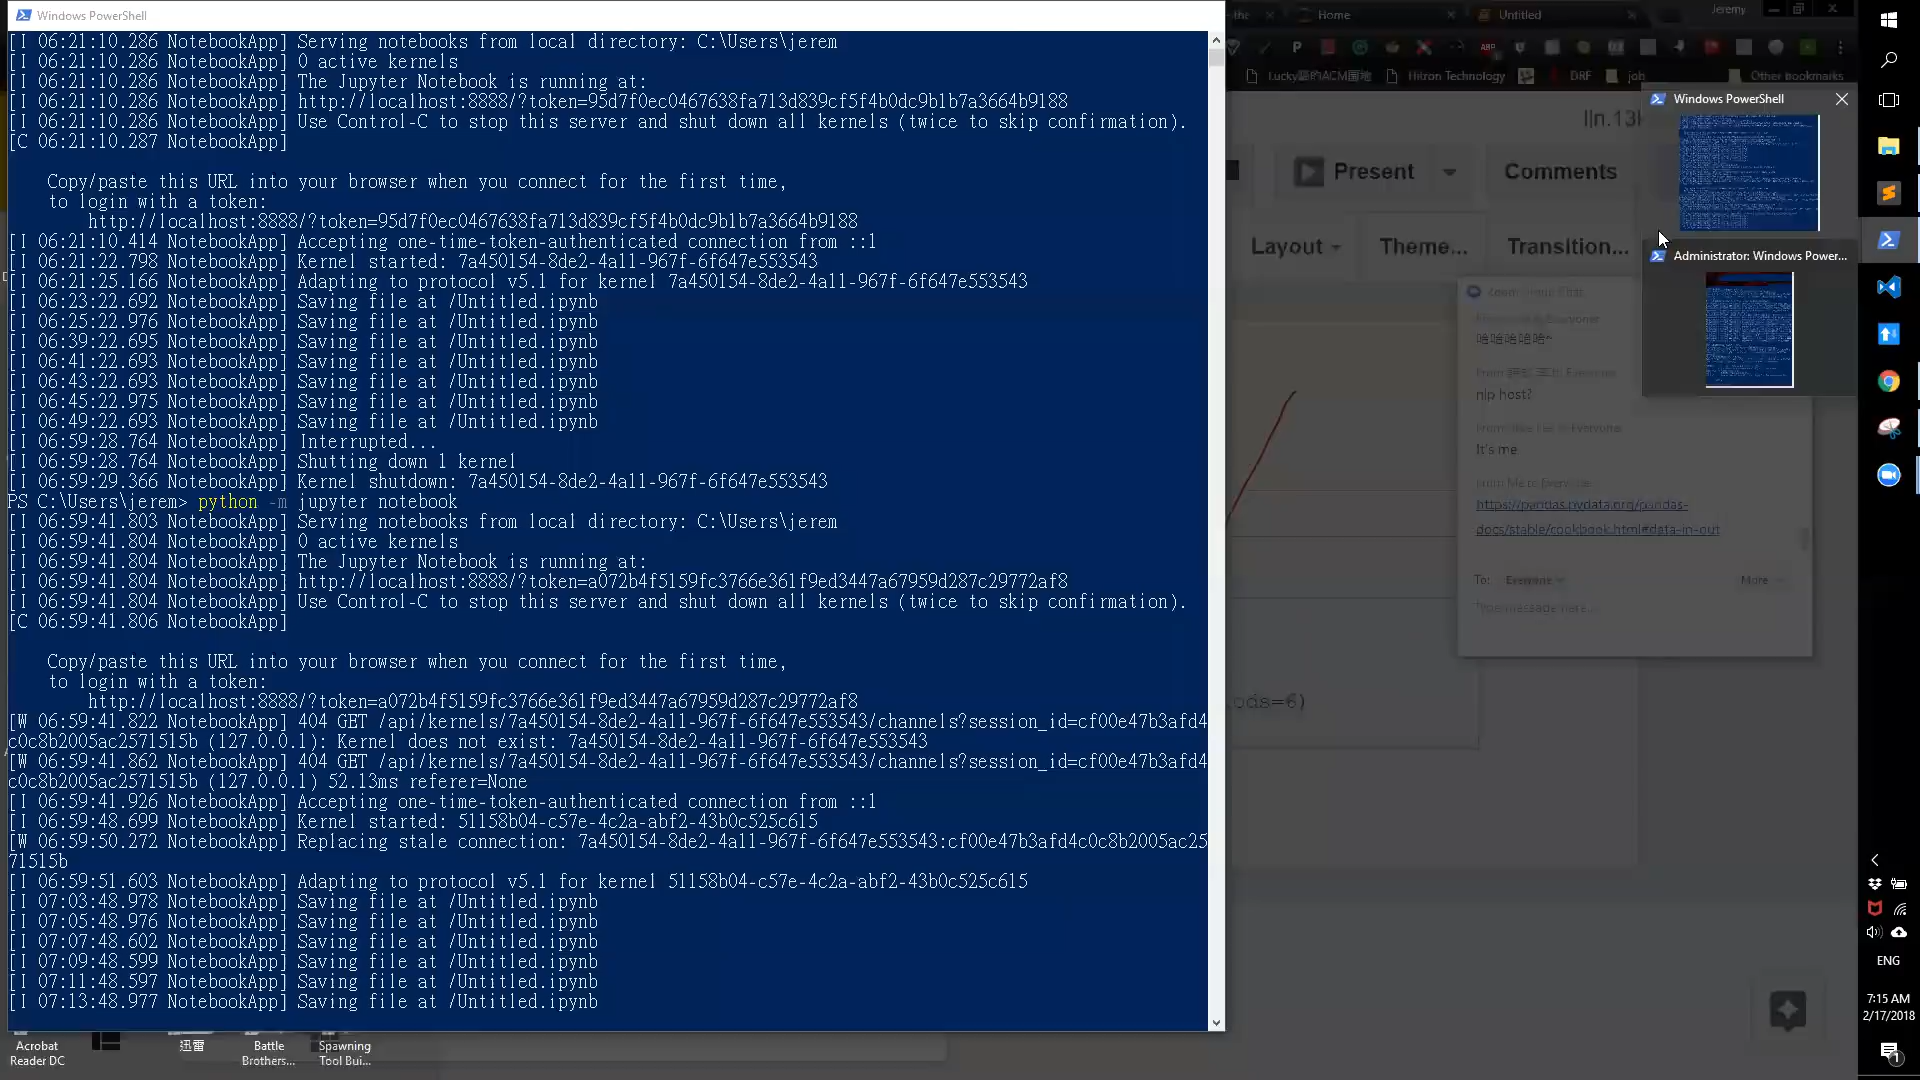 Windows PowerShell
[I 06:21:10.286 NotebookApp] Serving notebooks from local directory: C:\Users\jerem
[I 06:21:10.286 NotebookApp] 0 active kernels
[I 06:21:10.286 NotebookApp] The Jupyter Notebook is running at:
[I 06:21:10.286 NotebookApp] http://localhost:8888/?token=95d7f0ec0467638fa713d839cf5f4b0dc9b1b7a3664b9188
[I 06:21:10.286 NotebookApp] Use Control-C to stop this server and shut down all kernels (twice to skip confirmation).
[C 06:21:10.287 NotebookApp]
Copy/paste this URL into your browser when you connect for the first time,
to login with a token:
http://localhost:8888/?token=95d7f0ec0467638fa713d839cf5f4b0dc9b1b7a3664b9188
[I 06:21:10.414 NotebookApp] Accepting one-time-token-authenticated connection from ::1
[I 06:21:22.798 NotebookApp] Kernel started: 7a450154-8de2-4a11-967f-6f647e553543
[I 06:21:25.166 NotebookApp] Adapting to protocol v5.1 for kernel 7a450154-8de2-4a11-967f-6f647e553543
[I 06:23:22.692 NotebookApp] Saving file at /Untitled.ipynb
[I 06:25:22.976 NotebookApp] Saving file at /Untitled.ipynb
[I 06:39:22.695 NotebookApp] Saving file at /Untitled.ipynb
[I 06:41:22.693 NotebookApp] Saving file at /Untitled.ipynb
[I 06:43:22.693 NotebookApp] Saving file at /Untitled.ipynb
[I 06:45:22.975 NotebookApp] Saving file at /Untitled.ipynb
[I 06:49:22.693 NotebookApp] Saving file at /Untitled.ipynb
[I 06:59:28.764 NotebookApp] Interrupted...
[I 06:59:28.764 NotebookApp] Shutting down 1 kernel
[I 06:59:29.366 NotebookApp] Kernel shutdown: 7a450154-8de2-4a11-967f-6f647e553543
PS C:\Users\jerem> python -m jupyter notebook
[I 06:59:41.803 NotebookApp] Serving notebooks from local directory: C:\Users\jerem
[I 06:59:41.804 NotebookApp] 0 active kernels
[I 06:59:41.804 NotebookApp] The Jupyter Notebook is running at:
[I 06:59:41.804 NotebookApp] http://localhost:8888/?token=a072b4f5159fc3766e361f9ed3447a67959d287c29772af8
[I 06:59:41.804 NotebookApp] Use Control-C to stop this server and shut down all kernels (twice to skip confirmation).
[C 06:59:41.806 NotebookApp]
Copy/paste this URL into your browser when you connect for the first time,
to login with a token:
http://localhost:8888/?token=a072b4f5159fc3766e361f9ed3447a67959d287c29772af8
[W 06:59:41.822 NotebookApp] 404 GET /api/kernels/7a450154-8de2-4a11-967f-6f647e553543/channels?session_id=cf00e47b3afd4
c0c8b2005ac2571515b (127.0.0.1): Kernel does not exist: 7a450154-8de2-4a11-967f-6f647e553543
[W 06:59:41.862 NotebookApp] 404 GET /api/kernels/7a450154-8de2-4a11-967f-6f647e553543/channels?session_id=cf00e47b3afd4
c0c8b2005ac2571515b (127.0.0.1) 52.13ms referer=None
[I 06:59:41.926 NotebookApp] Accepting one-time-token-authenticated connection from ::1
[I 06:59:48.699 NotebookApp] Kernel started: 51158b04-c57e-4c2a-abf2-43b0c525c615
[W 06:59:50.272 NotebookApp] Replacing stale connection: 7a450154-8de2-4a11-967f-6f647e553543:cf00e47b3afd4c0c8b2005ac25
71515b
[I 06:59:51.603 NotebookApp] Adapting to protocol v5.1 for kernel 51158b04-c57e-4c2a-abf2-43b0c525c615
[I 07:03:48.978 NotebookApp] Saving file at /Untitled.ipynb
[I 07:05:48.976 NotebookApp] Saving file at /Untitled.ipynb
[I 07:07:48.602 NotebookApp] Saving file at /Untitled.ipynb
[I 07:09:48.599 NotebookApp] Saving file at /Untitled.ipynb
[I 07:11:48.597 NotebookApp] Saving file at /Untitled.ipynb
[I 07:13:48.977 NotebookApp] Saving file at /Untitled.ipynb
Acrobat
Reader DC
迅雷
Battle
Brothers...
Spawning
Tool Bui...
Home
Untitled
Jeremy
ABP
Hitron Technology
DRF
job
Other bookmarks
Windows PowerShell
Present
Comments
Layout
Theme...
Transition...
Administrator: Windows Power...
nlp host?
It's me
From Me to Everyone:
https://pandas.pydata.org/pandas-
docs/stable/cookbook.html#data-in-out
To: Everyone
More
Type message here...
ods=6)
ENG
7:15 AM
2/17/2018
1